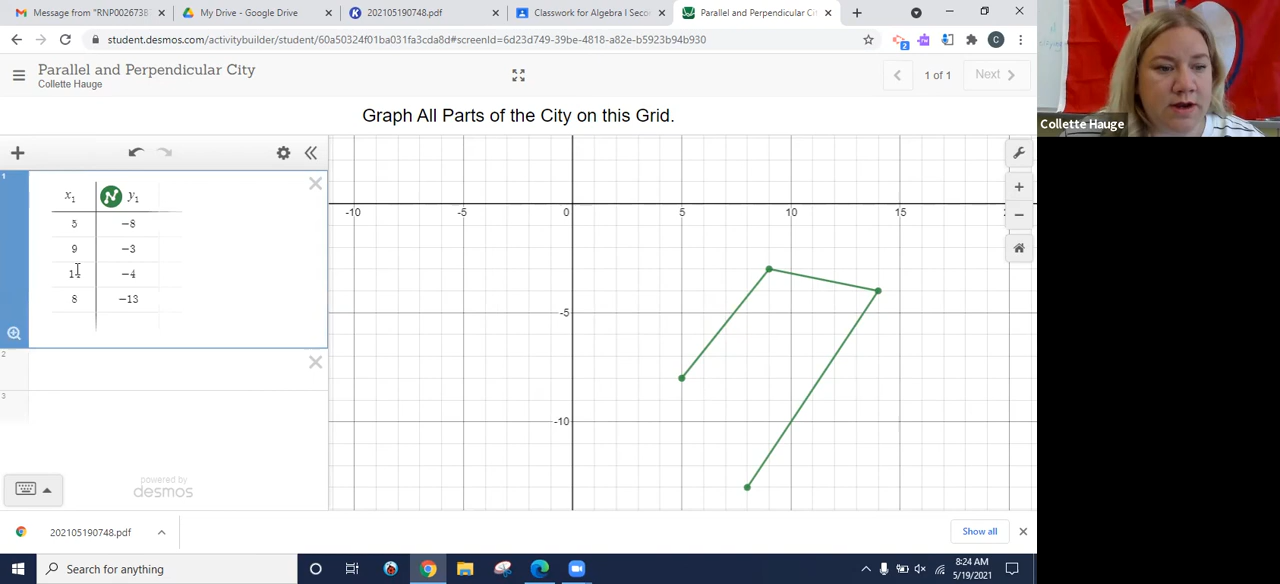 Message from "RNP0026738
My Drive - Google Drive
202105190748.pdf
Classwork for Algebra I Seco
Parallel and Perpendicular Ci
student.desmos.com/activitybuilder/student/60a50324f01ba031fa3cda8d#screenId=6d23d749-39be-4818-a82e-b5923b94b930
2
C
Parallel and Perpendicular City
Collette Hauge
1 of 1
Next
Graph All Parts of the City on this Grid.
Collette Hauge
1
x₁ y₁
5 −8
9 −3
−4
8 −13
2
3
-10 -5 0 5 10 15
-5
-10
powered by
desmos
202105190748.pdf
Show all
Search for anything
8:24 AM
5/19/2021